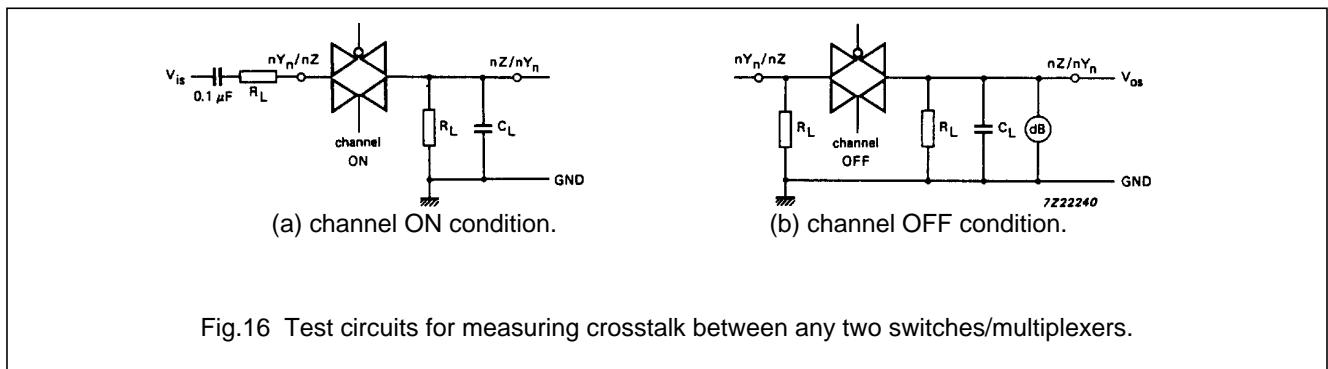 V_is
0.1 µF
R_L
nY_n/nZ
channel
ON
R_L
C_L
nZ/nY_n
GND
(a) channel ON condition.
nY_n/nZ
R_L
channel
OFF
R_L
C_L
dB
nZ/nY_n
V_os
GND
7Z22240
(b) channel OFF condition.
Fig.16 Test circuits for measuring crosstalk between any two switches/multiplexers.